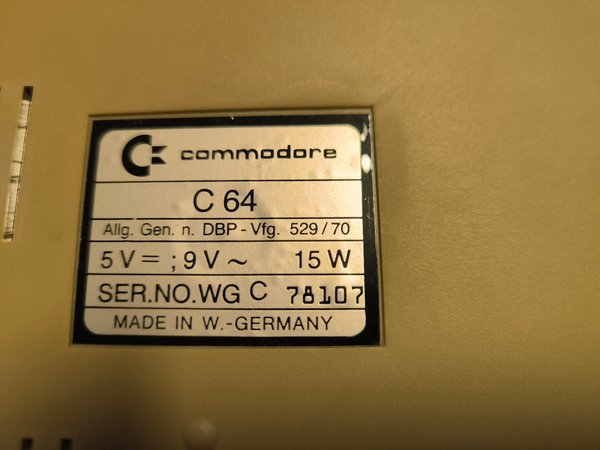 commodore
C 64
Allg. Gen. n. DBP - Vfg. 529/70
5 V = ; 9 V ~ 15 W
SER.NO.WG C 78107
MADE IN W.-GERMANY